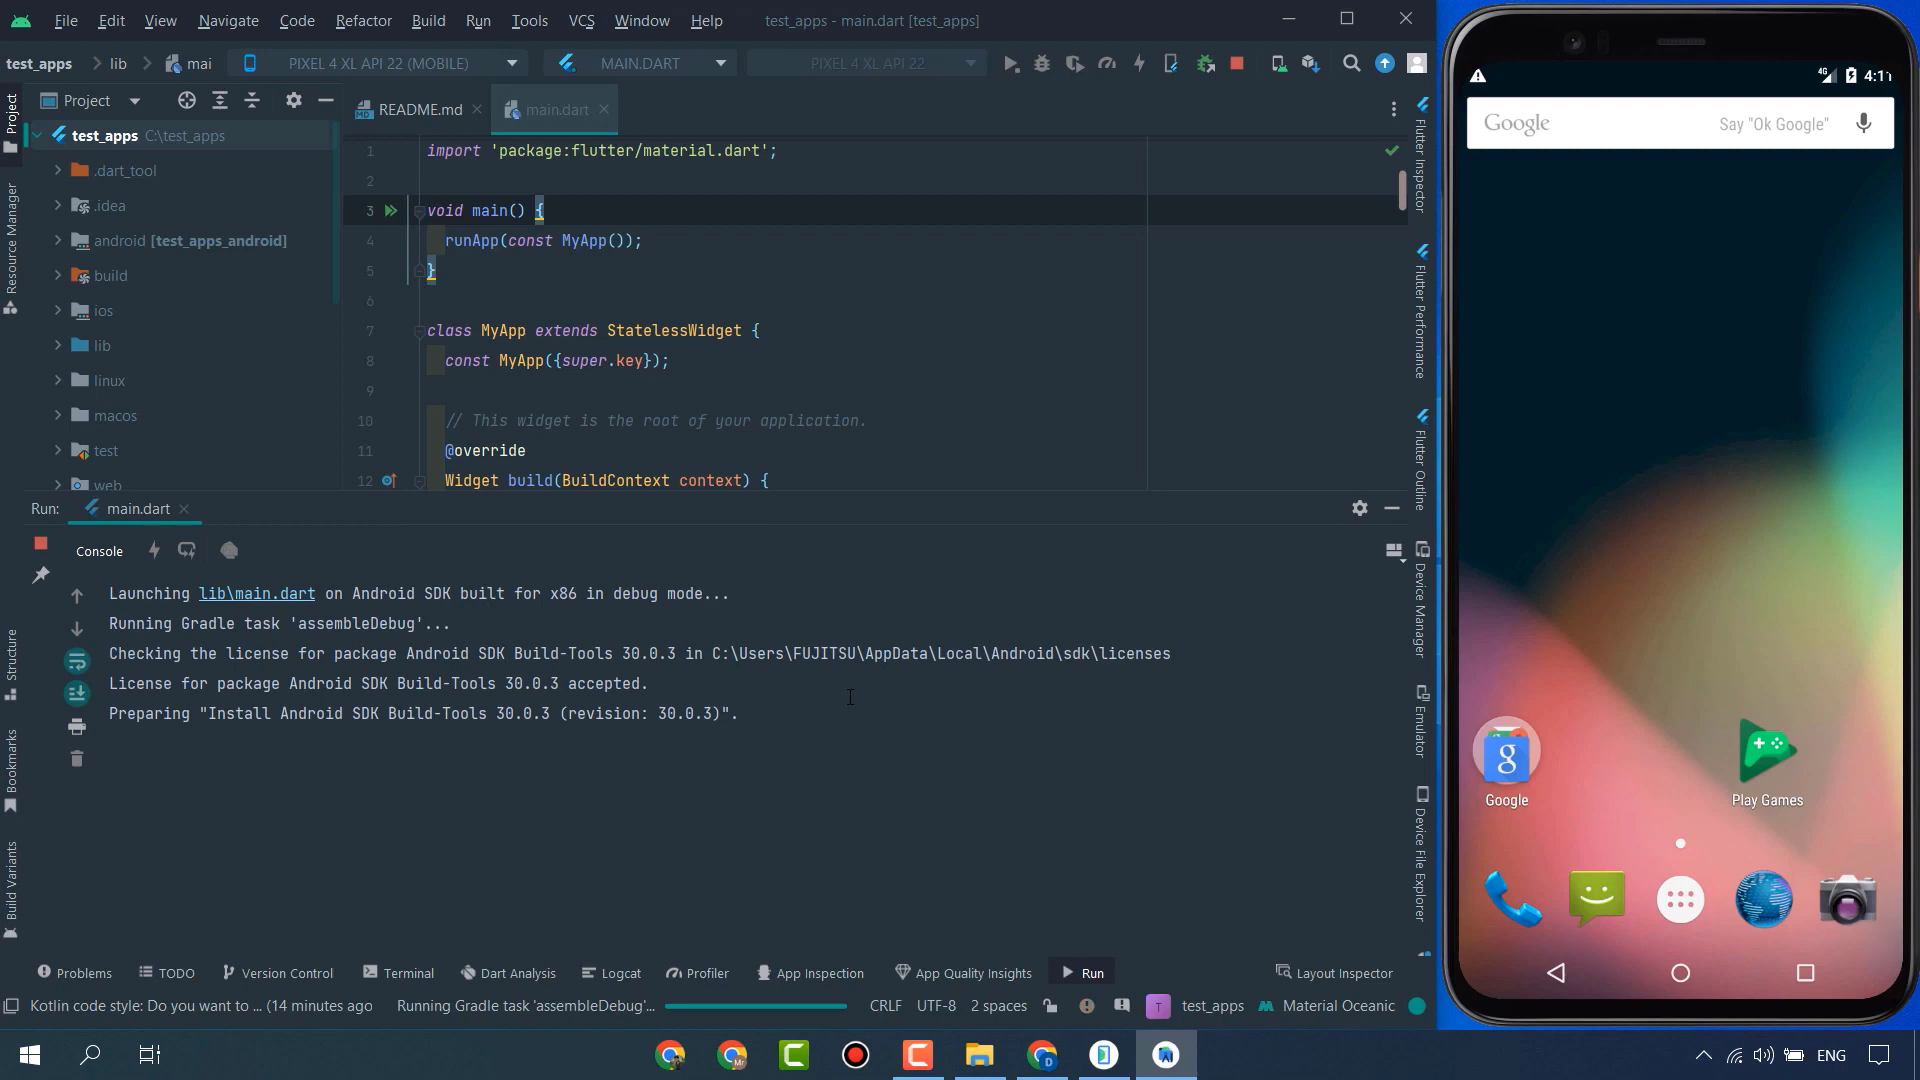 File Edit View Navigate Code Refactor Build Run Tools VCS Window Help test_apps - main.dart [test_apps]
test_apps lib mai PIXEL 4 XL API 22 (MOBILE) MAIN.DART PIXEL 4 XL API 22
Project
README.md main.dart
test_apps C:\test_apps
.dart_tool
.idea
android [test_apps_android]
build
ios
lib
linux
macos
test
web
1 import 'package:flutter/material.dart';
2
3 void main() {
4 runApp(const MyApp());
5 }
6
7 class MyApp extends StatelessWidget {
8 const MyApp({super.key});
9
10 // This widget is the root of your application.
11 @override
12 Widget build(BuildContext context) {
Project
Resource Manager
Structure
Bookmarks
Build Variants
Flutter Inspector
Flutter Performance
Flutter Outline
Device Manager
Emulator
Device File Explorer
Run: main.dart
Console
Launching lib\main.dart on Android SDK built for x86 in debug mode...
Running Gradle task 'assembleDebug'...
Checking the license for package Android SDK Build-Tools 30.0.3 in C:\Users\FUJITSU\AppData\Local\Android\sdk\licenses
License for package Android SDK Build-Tools 30.0.3 accepted.
Preparing "Install Android SDK Build-Tools 30.0.3 (revision: 30.0.3)".
Problems TODO Version Control Terminal Dart Analysis Logcat Profiler App Inspection App Quality Insights Run Layout Inspector
Kotlin code style: Do you want to ... (14 minutes ago) Running Gradle task 'assembleDebug'... CRLF UTF-8 2 spaces T test_apps Material Oceanic
ENG
4G
Google Say "Ok Google"
Google
Play Games